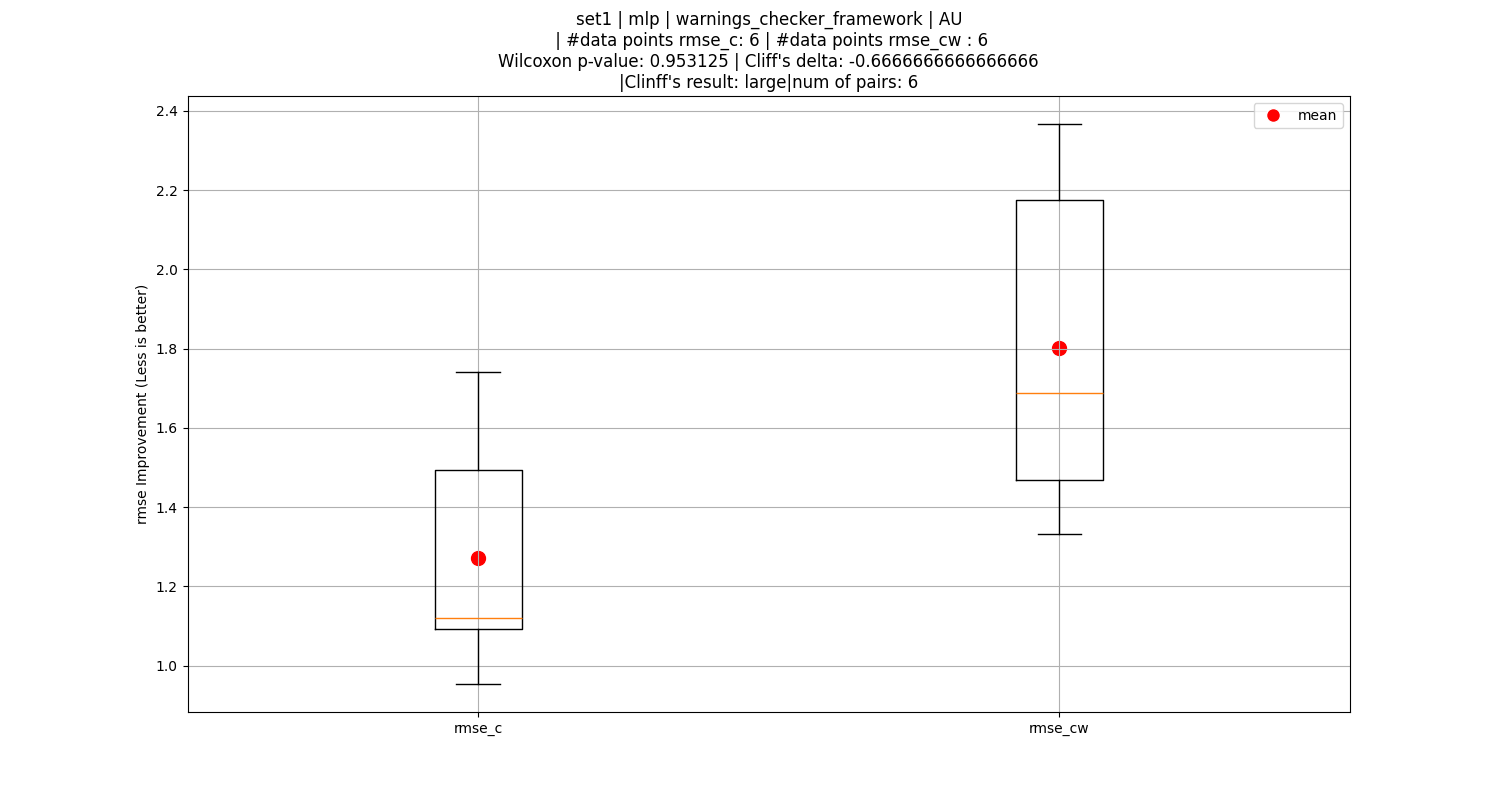 set1 | mlp | warnings_checker_framework | AU
| #data points rmse_c: 6 | #data points rmse_cw : 6
Wilcoxon p-value: 0.953125 | Cliff's delta: -0.6666666666666666
|Clinff's result: large|num of pairs: 6
mean
2.4
2.2
2.0
1.8
1.6
1.4
1.2
1.0
rmse Improvement (Less is better)
rmse_c
rmse_cw